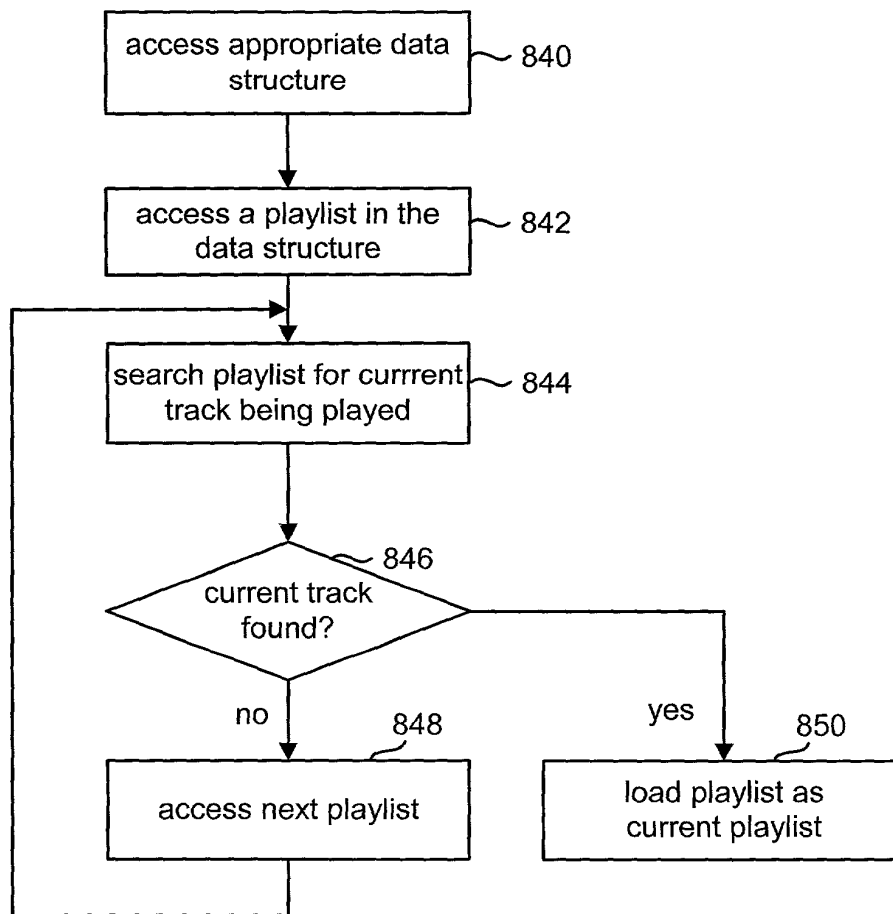 access appropriate data
structure
840
access a playlist in the
data structure
842
search playlist for currrent
track being played
844
846
current track
found?
no
yes
848
850
access next playlist
load playlist as
current playlist